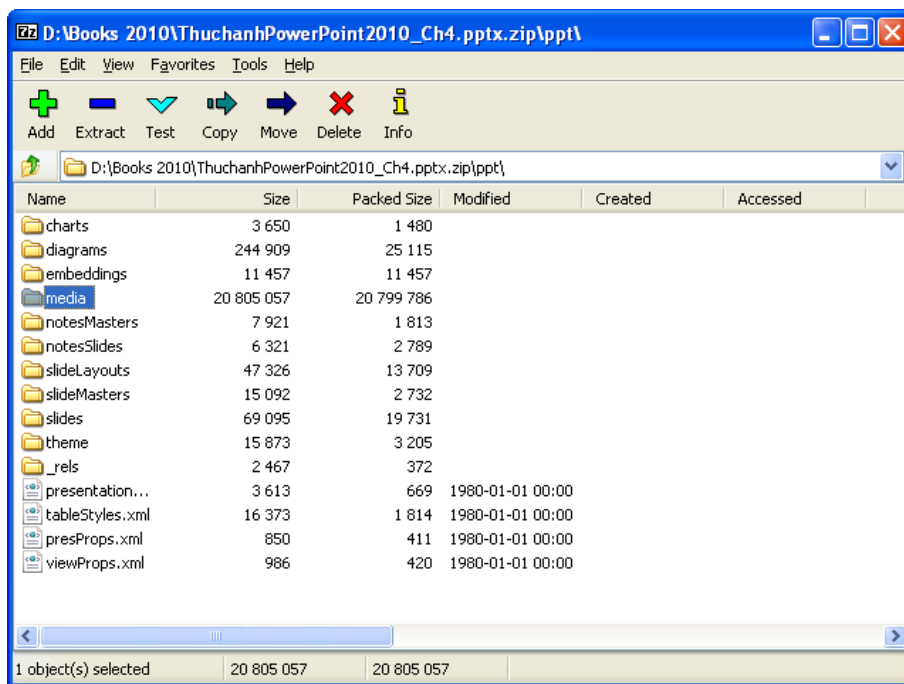 D:\Books 2010\ThuchanhPowerPoint2010_Ch4.pptx.zip\ppt\
File Edit View Favorites Tools Help
Add Extract Test Copy Move Delete Info
D:\Books 2010\ThuchanhPowerPoint2010_Ch4.pptx.zip\ppt\
Name Size Packed Size Modified Created Accessed
charts 3 650 1 480
diagrams 244 909 25 115
embeddings 11 457 11 457
media 20 805 057 20 799 786
notesMasters 7 921 1 813
notesSlides 6 321 2 789
slideLayouts 47 326 13 709
slideMasters 15 092 2 732
slides 69 095 19 731
theme 15 873 3 205
_rels 2 467 372
presentation... 3 613 669 1980-01-01 00:00
tableStyles.xml 16 373 1 814 1980-01-01 00:00
presProps.xml 850 411 1980-01-01 00:00
viewProps.xml 986 420 1980-01-01 00:00
1 object(s) selected 20 805 057 20 805 057